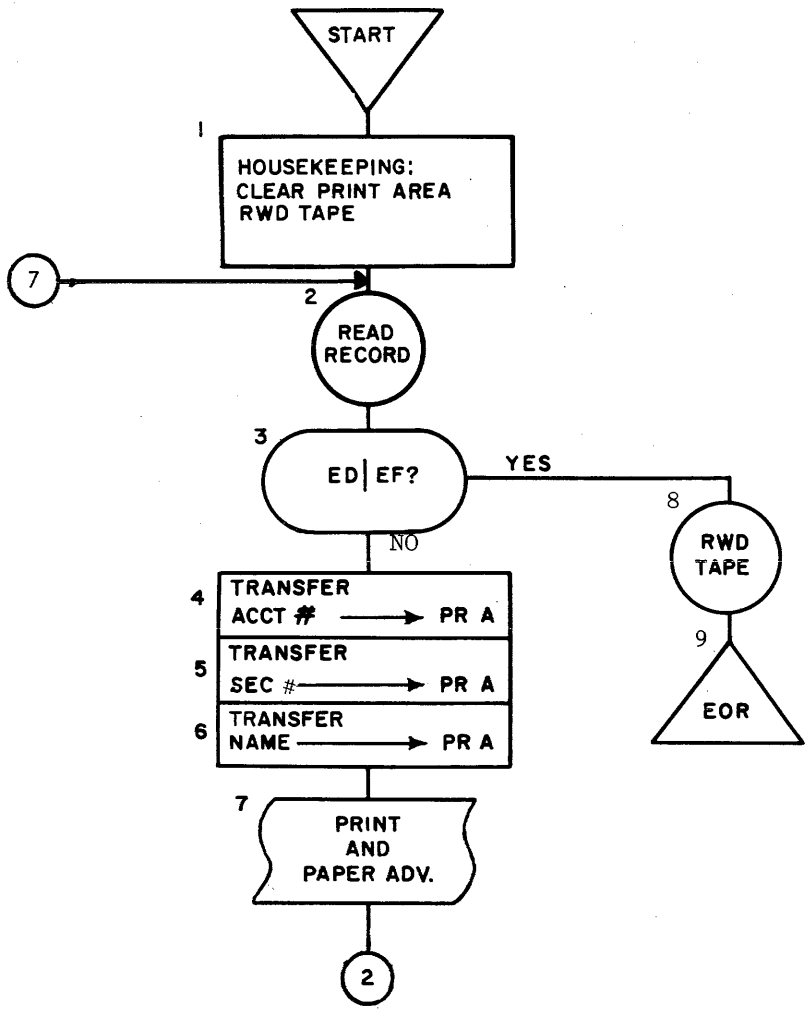 START
1
HOUSEKEEPING:
CLEAR PRINT AREA
RWD TAPE
7
2
READ
RECORD
3
ED|EF?
YES
NO
8
RWD
TAPE
9
EOR
4
TRANSFER
ACCT # → PR A
5
TRANSFER
SEC # → PR A
6
TRANSFER
NAME → PR A
7
PRINT
AND
PAPER ADV.
2